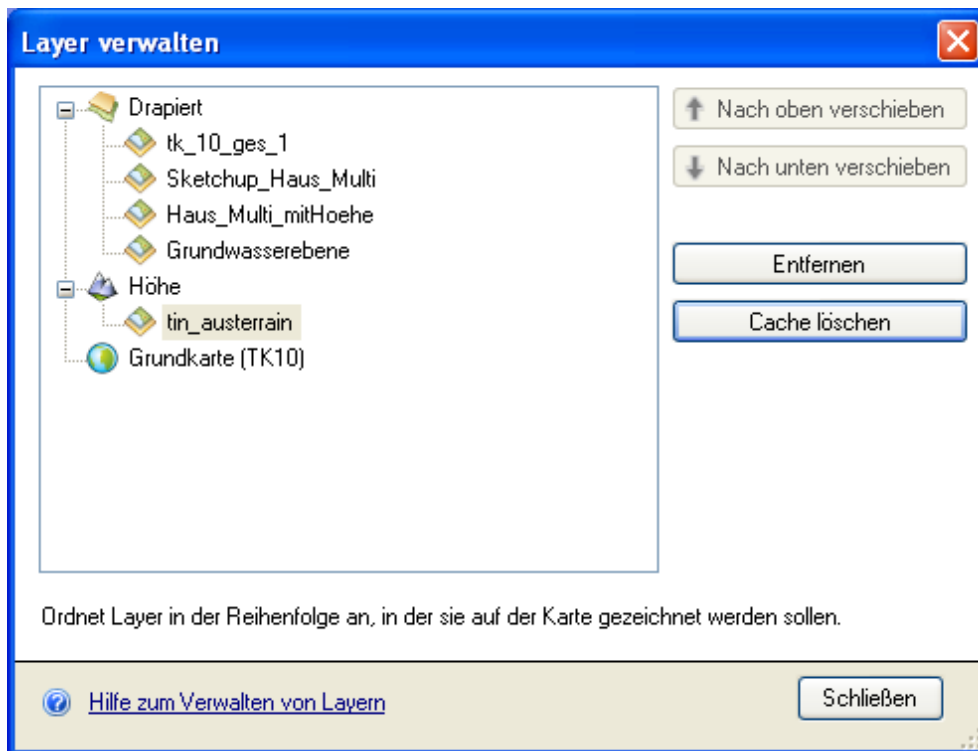 Layer verwalten
Drapiert
tk_10_ges_1
Sketchup_Haus_Multi
Haus_Multi_mitHoehe
Grundwasserebene
Höhe
tin_austerrain
Grundkarte (TK10)
Nach oben verschieben
Nach unten verschieben
Entfernen
Cache löschen
Ordnet Layer in der Reihenfolge an, in der sie auf der Karte gezeichnet werden sollen.
Hilfe zum Verwalten von Layern
Schließen